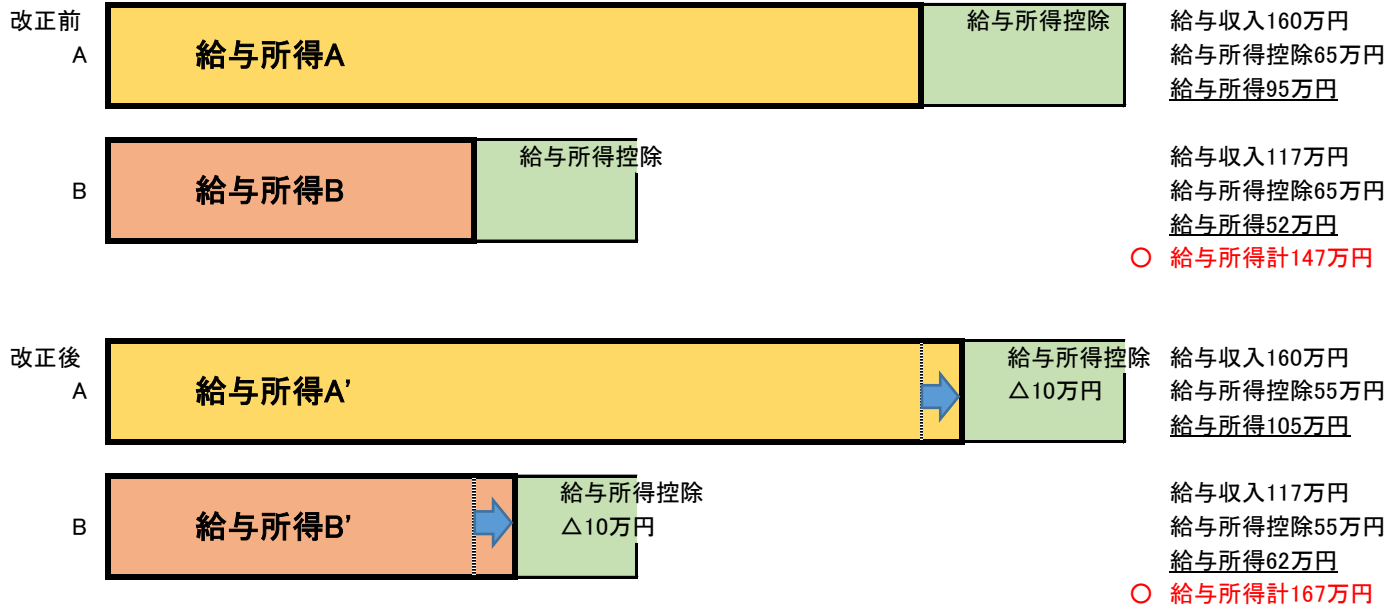 改正前
A
給与所得A
給与所得控除
給与収入160万円
給与所得控除65万円
給与所得95万円
B
給与所得B
給与所得控除
給与収入117万円
給与所得控除65万円
給与所得52万円
○ 給与所得計147万円
改正後
A
給与所得A'
給与所得控除
△10万円
給与収入160万円
給与所得控除55万円
給与所得105万円
B
給与所得B'
給与所得控除
△10万円
給与収入117万円
給与所得控除55万円
給与所得62万円
○ 給与所得計167万円